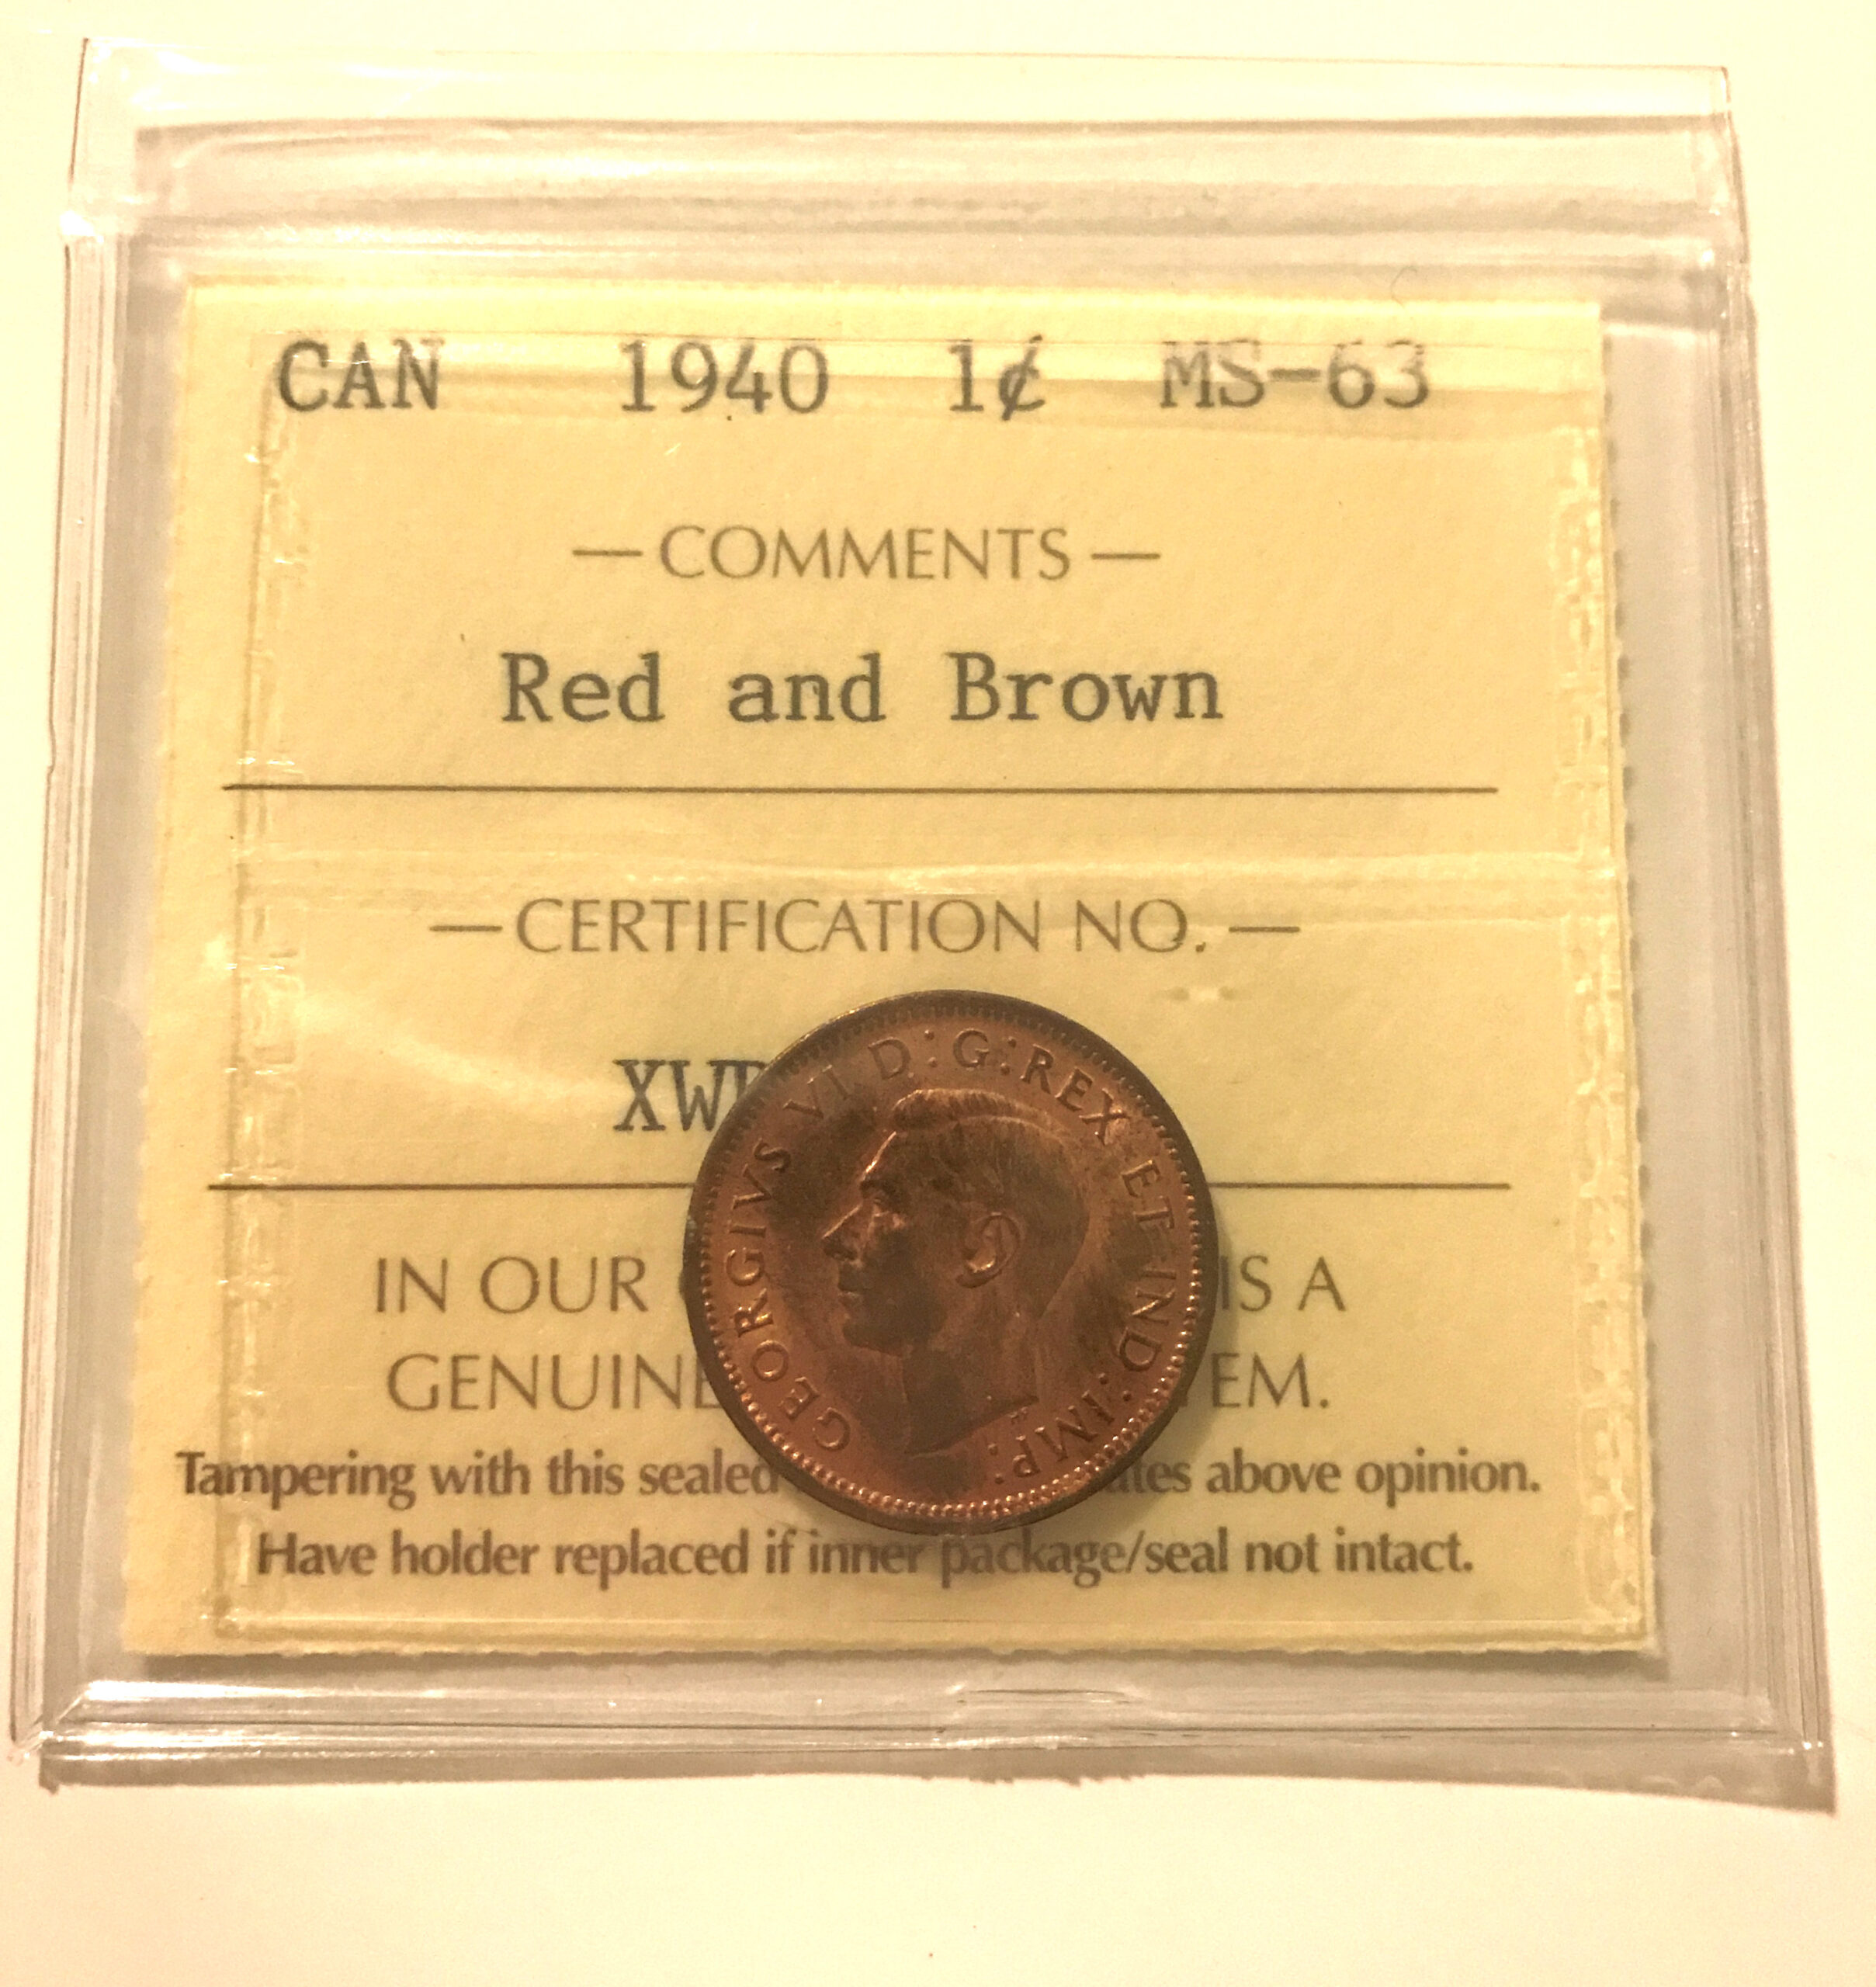 CAN 1940 1¢ MS-63
— COMMENTS —
Red and Brown
— CERTIFICATION NO. —
XW
IN OUR IS A
GENUINE EM.
Tampering with this sealed above opinion.
Have holder replaced if inner package/seal not intact.
GEORGIVS VI D:G:REX ET IND:IMP: